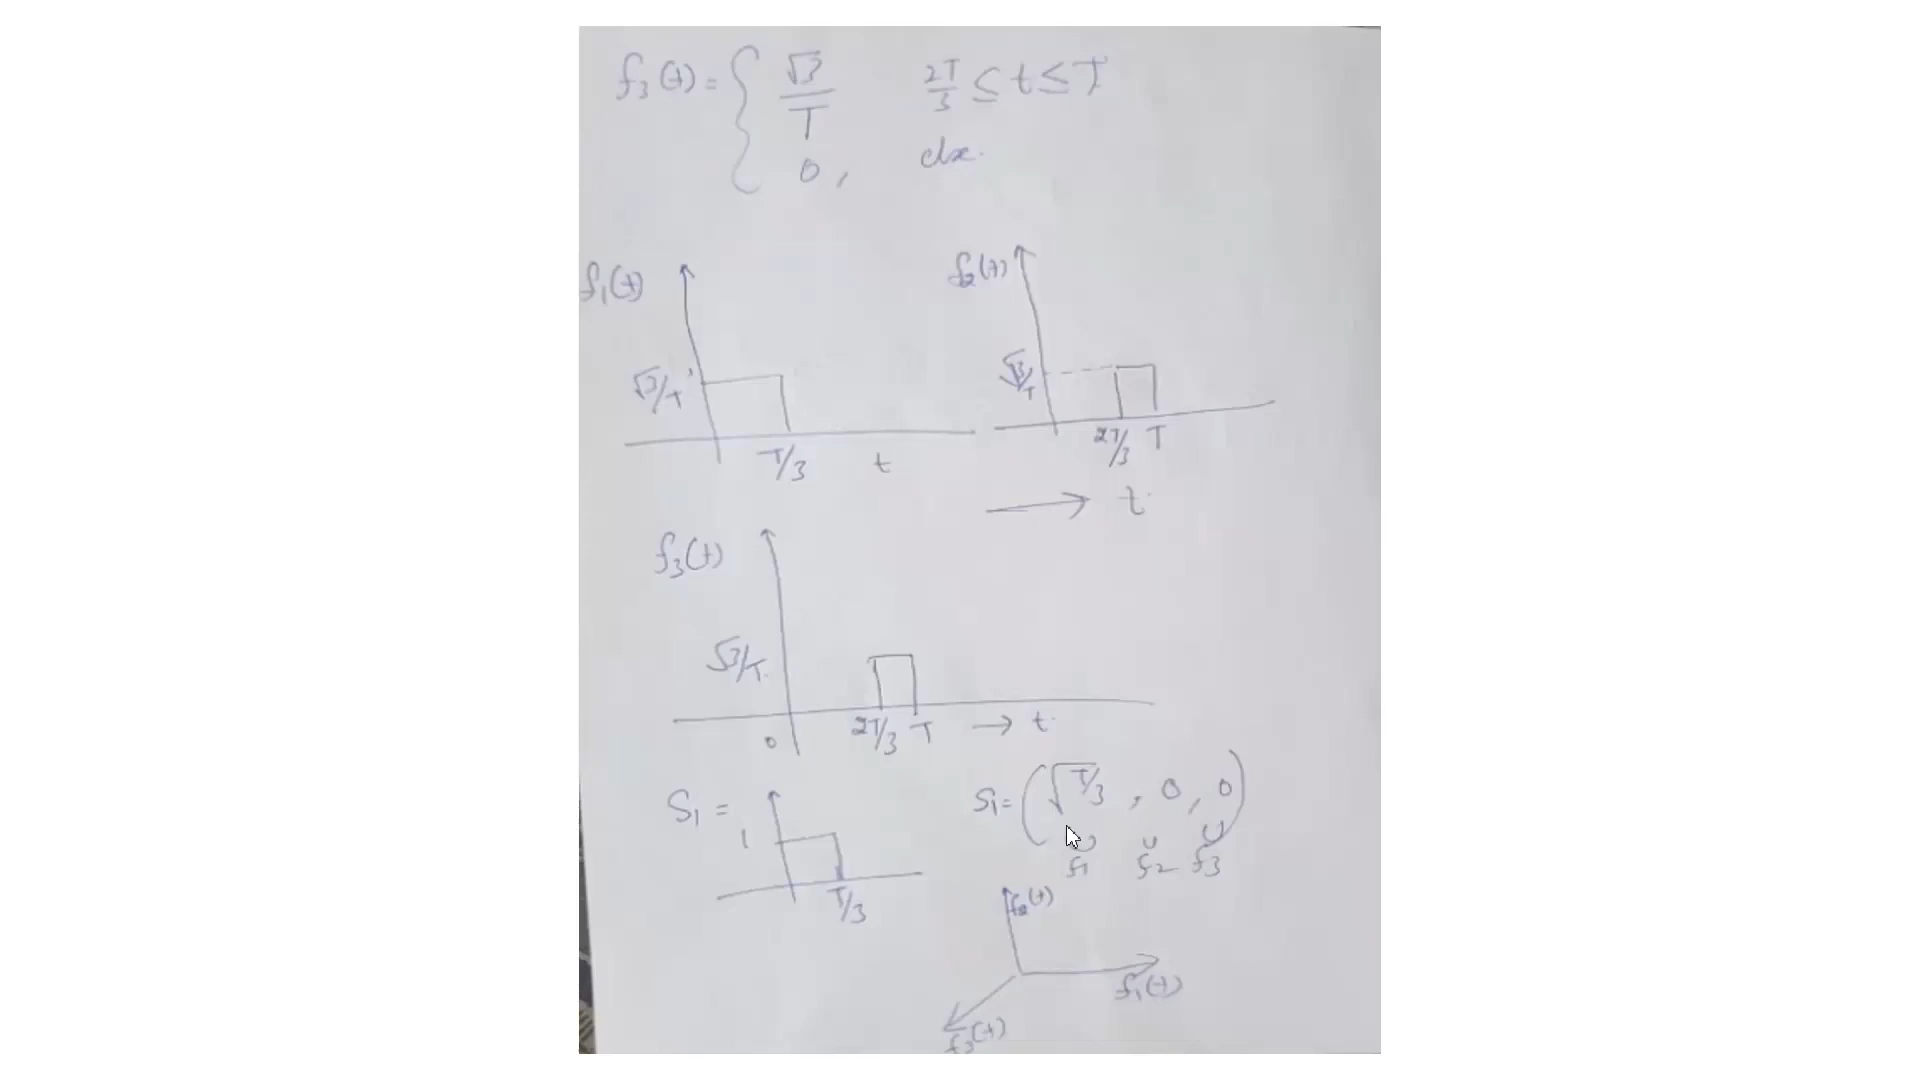 f₃(t) = { √3/T    2T/3 ≤ t ≤ T
0,    else.
f₁(t)
√3/T
T/3    t
f₂(t)
√3/T
2T/3  T
→ t
f₃(t)
√3/T
0    2T/3  T  → t
S₁ =
1
T/3
S₁ = (√T/3, 0, 0)
f₁  f₂  f₃
f₂(t)
f₁(t)
f₃(t)